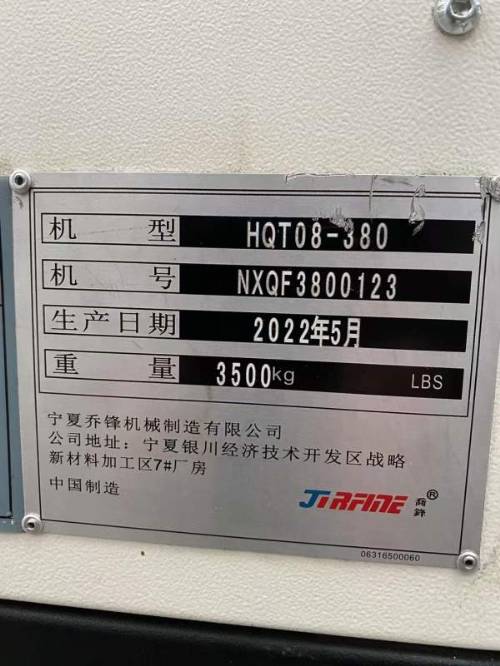 机 型 HQT08-380
机 号 NXQF3800123
生产日期 2022年5月
重 量 3500kg LBS
宁夏乔锋机械制造有限公司
公司地址：宁夏银川经济技术开发区战略
新材料加工区7#厂房
中国制造
JIRFINE ®
06316500060